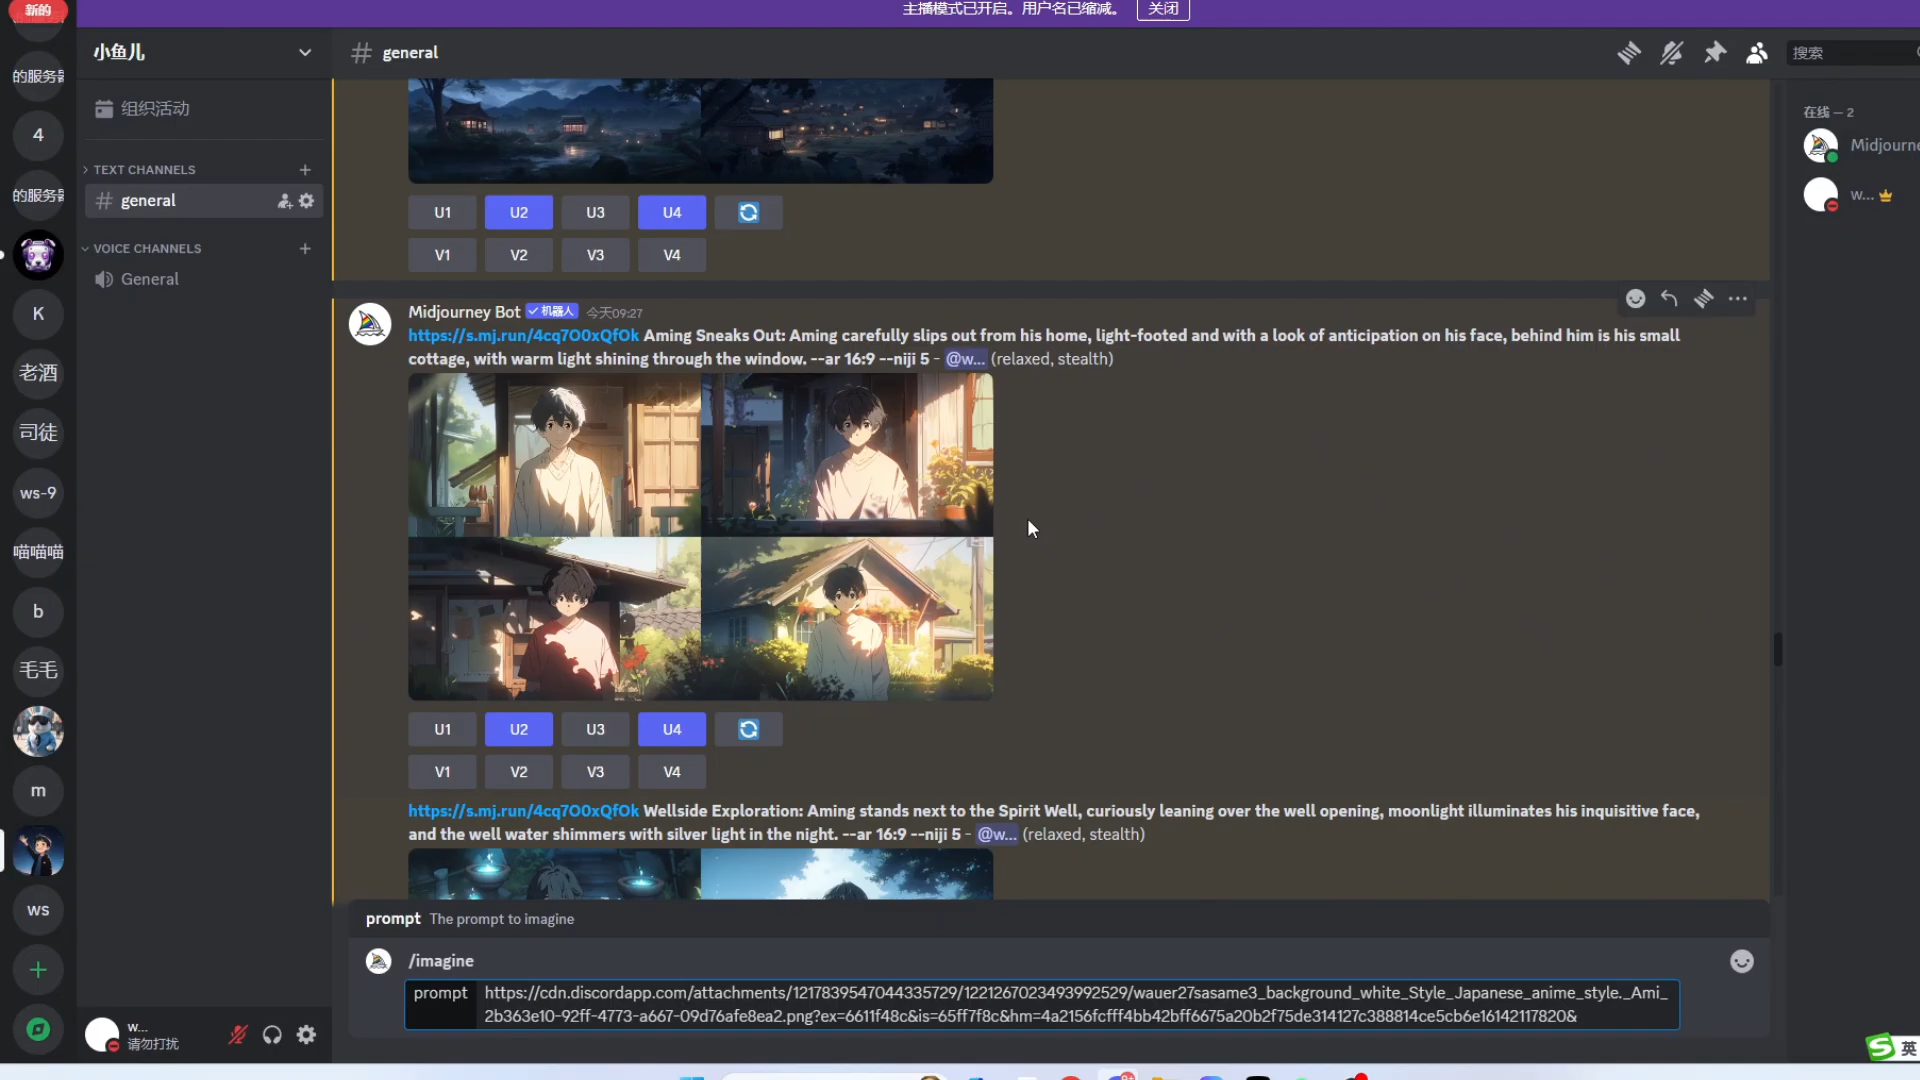 新的
主播模式已开启。用户名已缩减。
关闭
小鱼儿
general
搜索
的服务器
4
的服务器
K
老酒
司徒
ws-9
喵喵喵
b
毛毛
m
ws
组织活动
TEXT CHANNELS
general
VOICE CHANNELS
General
U1 U2 U3 U4
V1 V2 V3 V4
Midjourney Bot ✓机器人 今天09:27
https://s.mj.run/4cq7O0xQfOk Aming Sneaks Out: Aming carefully slips out from his home, light-footed and with a look of anticipation on his face, behind him is his small
cottage, with warm light shining through the window. --ar 16:9 --niji 5 - @w... (relaxed, stealth)
U1 U2 U3 U4
V1 V2 V3 V4
https://s.mj.run/4cq7O0xQfOk Wellside Exploration: Aming stands next to the Spirit Well, curiously leaning over the well opening, moonlight illuminates his inquisitive face,
and the well water shimmers with silver light in the night. --ar 16:9 --niji 5 - @w... (relaxed, stealth)
prompt The prompt to imagine
/imagine
prompt https://cdn.discordapp.com/attachments/1217839547044335729/1221267023493992529/wauer27sasame3_background_white_Style_Japanese_anime_style._Ami_
2b363e10-92ff-4773-a667-09d76afe8ea2.png?ex=6611f48c&is=65ff7f8c&hm=4a2156fcfff4bb42bff6675a20b2f75de314127c388814ce5cb6e16142117820&
w...
请勿打扰
在线 — 2
Midjourne
w...
英